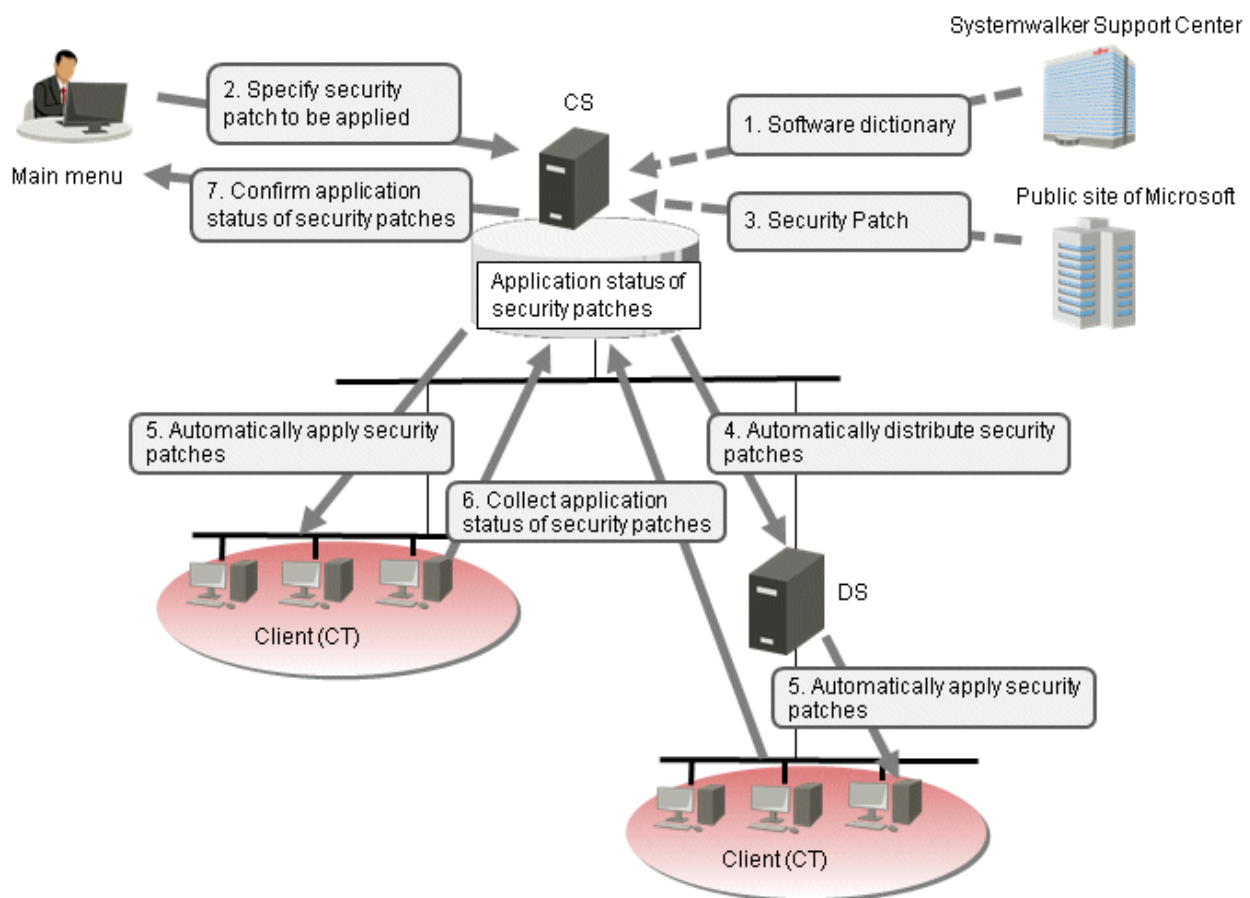 Systemwalker Support Center
2. Specify security
patch to be applied
CS
1. Software dictionary
Main menu
7. Confirm application
status of security patches
3. Security Patch
Public site of Microsoft
Application status of
security patches
5. Automatically apply security
patches
4. Automatically distribute security
patches
6. Collect application
status of security patches
DS
Client (CT)
5. Automatically apply security
patches
Client (CT)